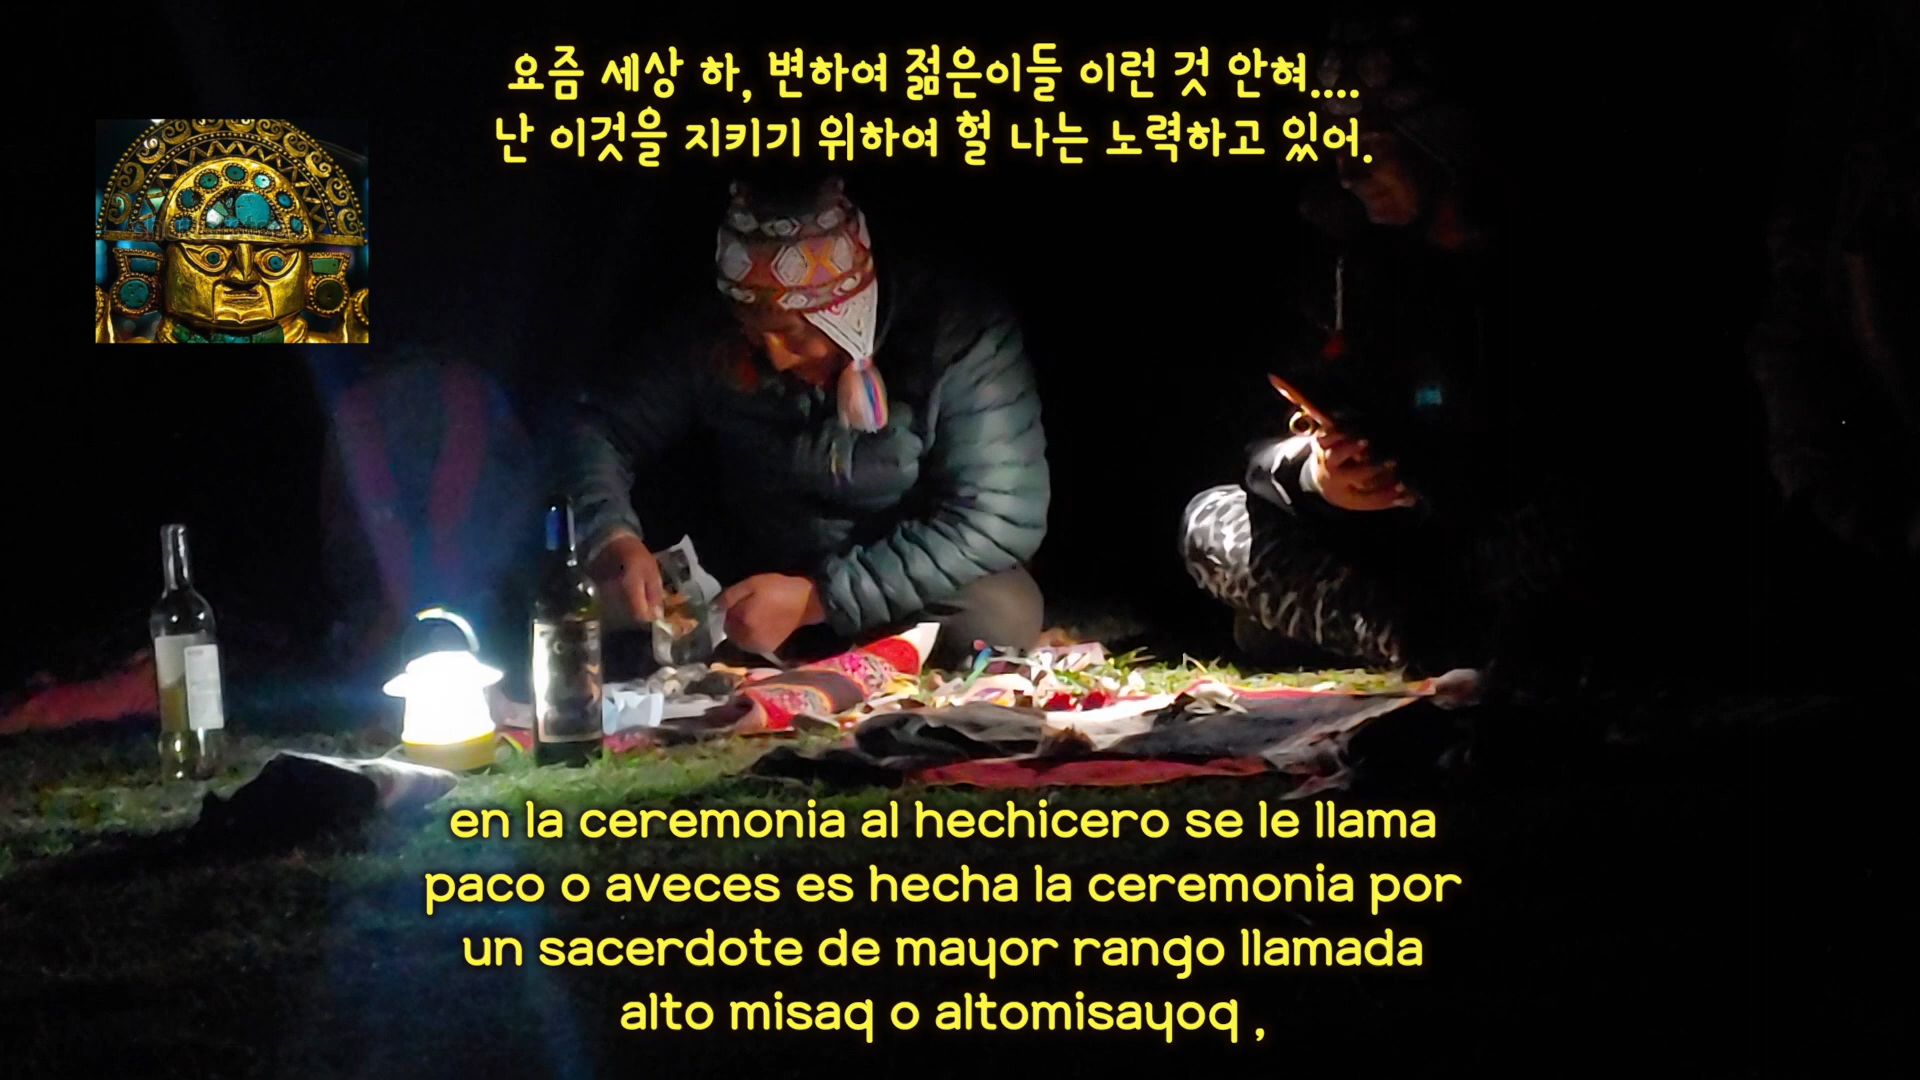 요즘 세상 하, 변하여 젊은이들 이런 것 안혀....
난 이것을 지키기 위하여 헐 나는 노력하고 있어.
en la ceremonia al hechicero se le llama
paco o aveces es hecha la ceremonia por
un sacerdote de mayor rango llamada
alto misaq o altomisayoq ,